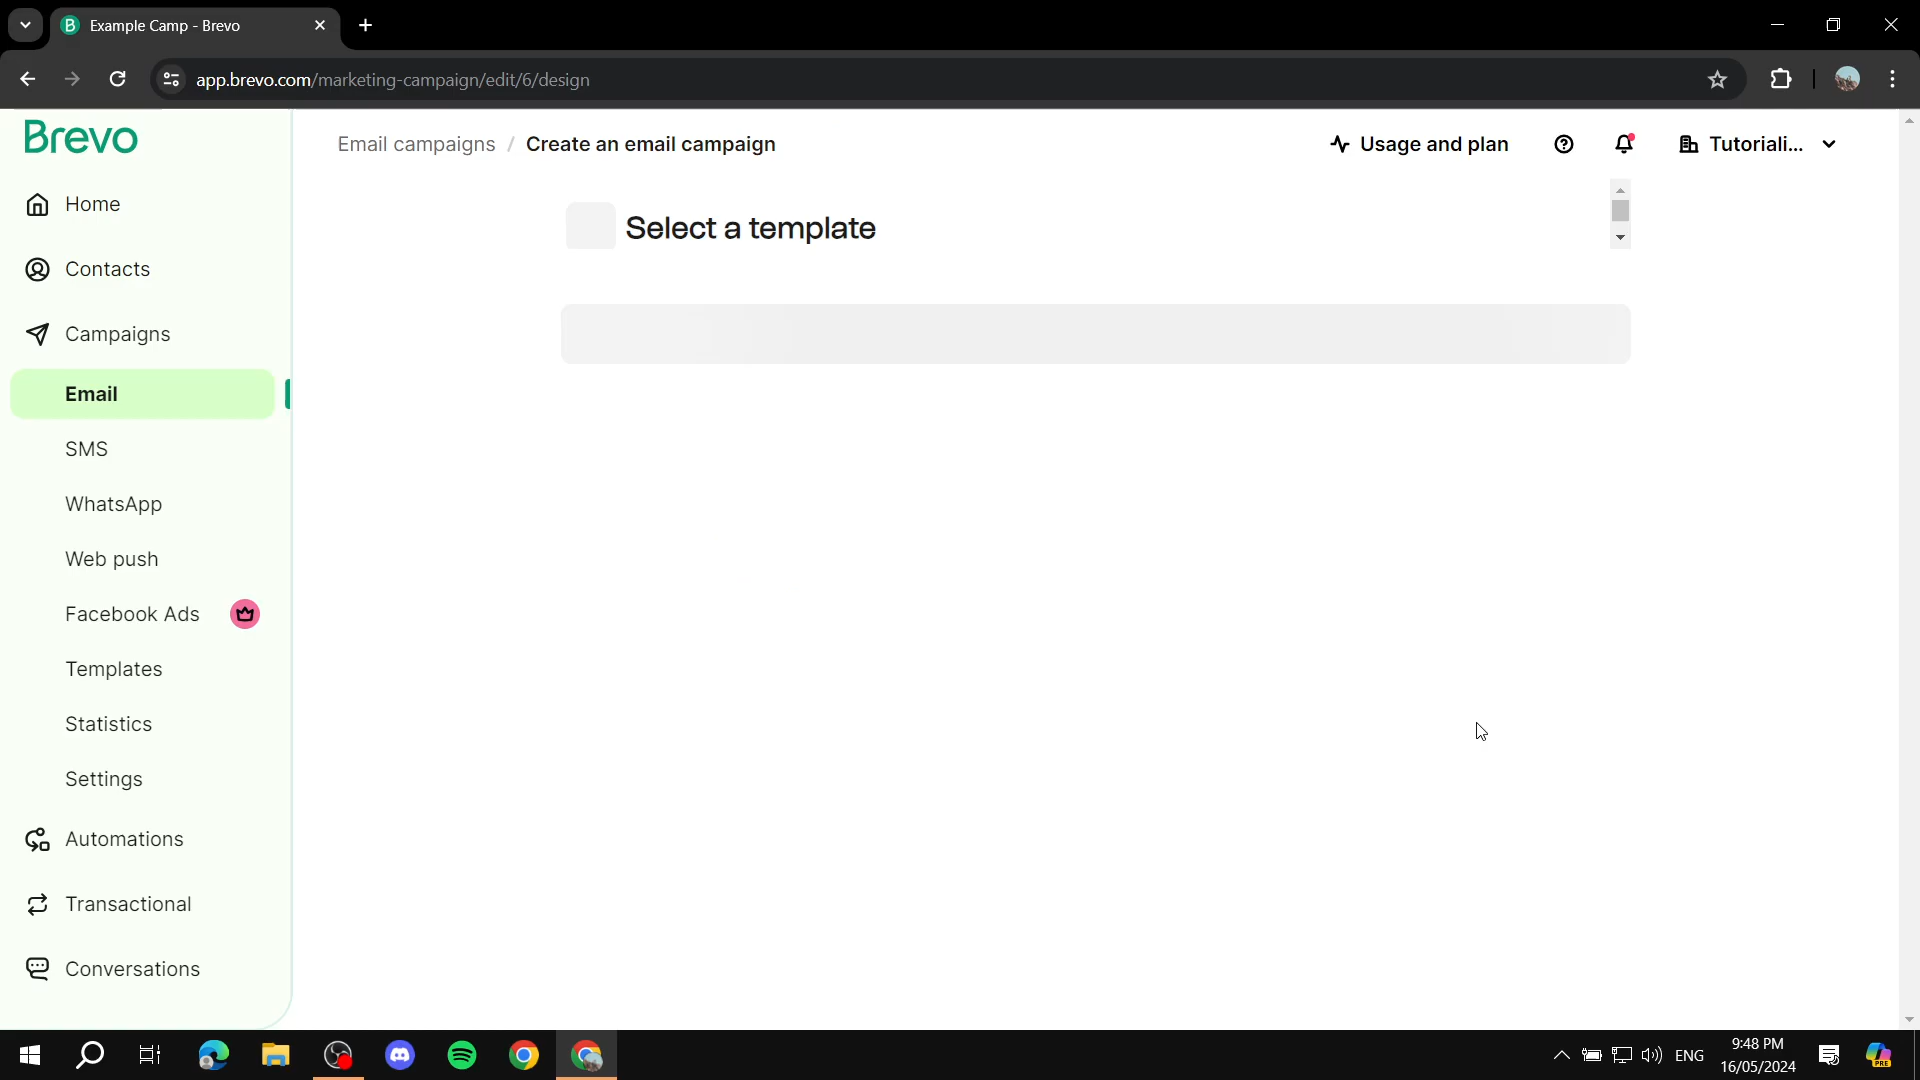 Example Camp - Brevo
app.brevo.com/marketing-campaign/edit/6/design
Brevo
Email campaigns / Create an email campaign
Usage and plan
Tutoriali...
Home
Select a template
Contacts
Campaigns
Email
SMS
WhatsApp
Web push
Facebook Ads
Templates
Statistics
Settings
Automations
Transactional
Conversations
ENG
9:48 PM
16/05/2024
PRE